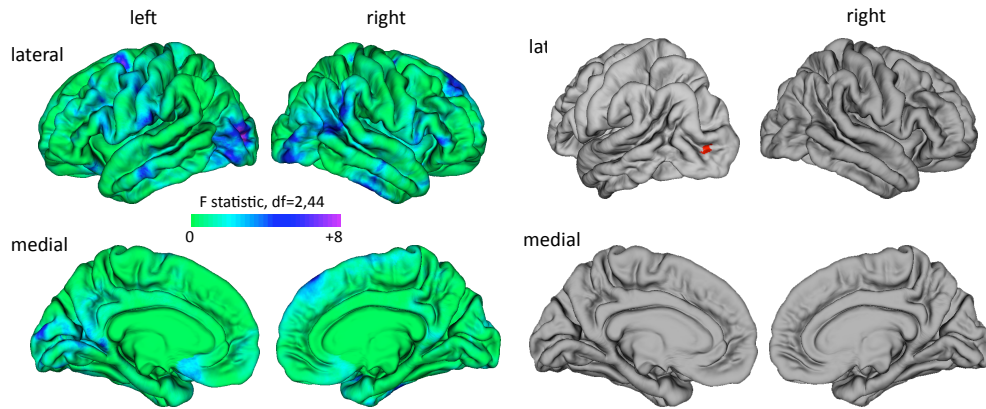 left
right
right
lateral
lat
F statistic, df=2,44
0
+8
medial
medial